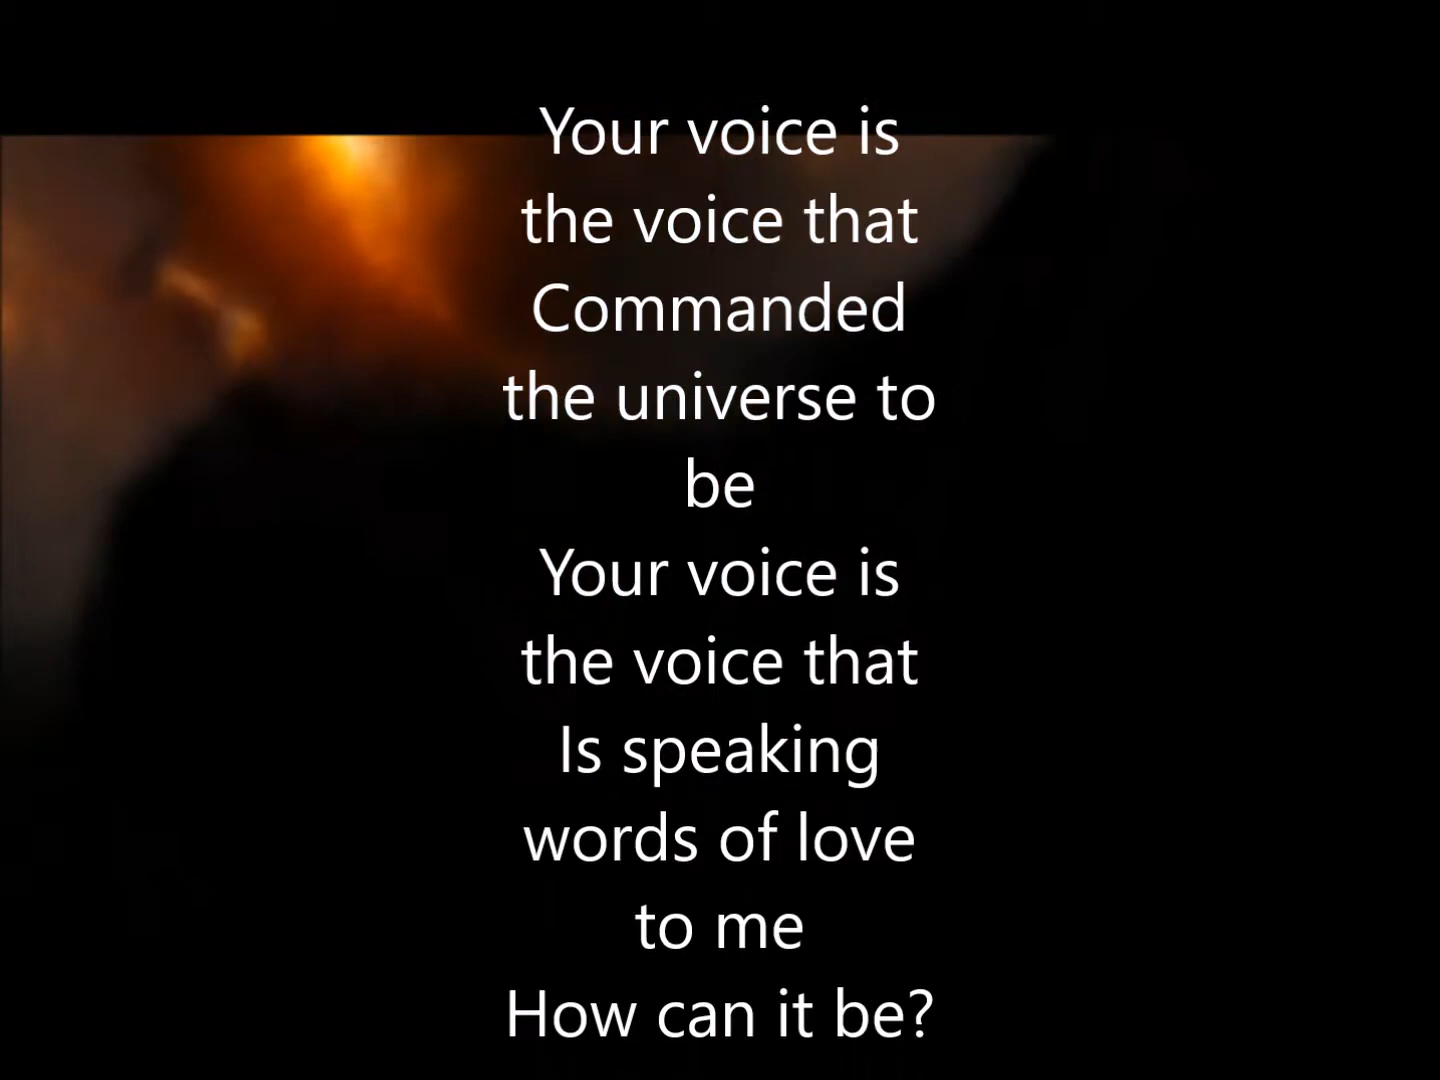 Your voice is
the voice that
Commanded
the universe to
be
Your voice is
the voice that
Is speaking
words of love
to me
How can it be?